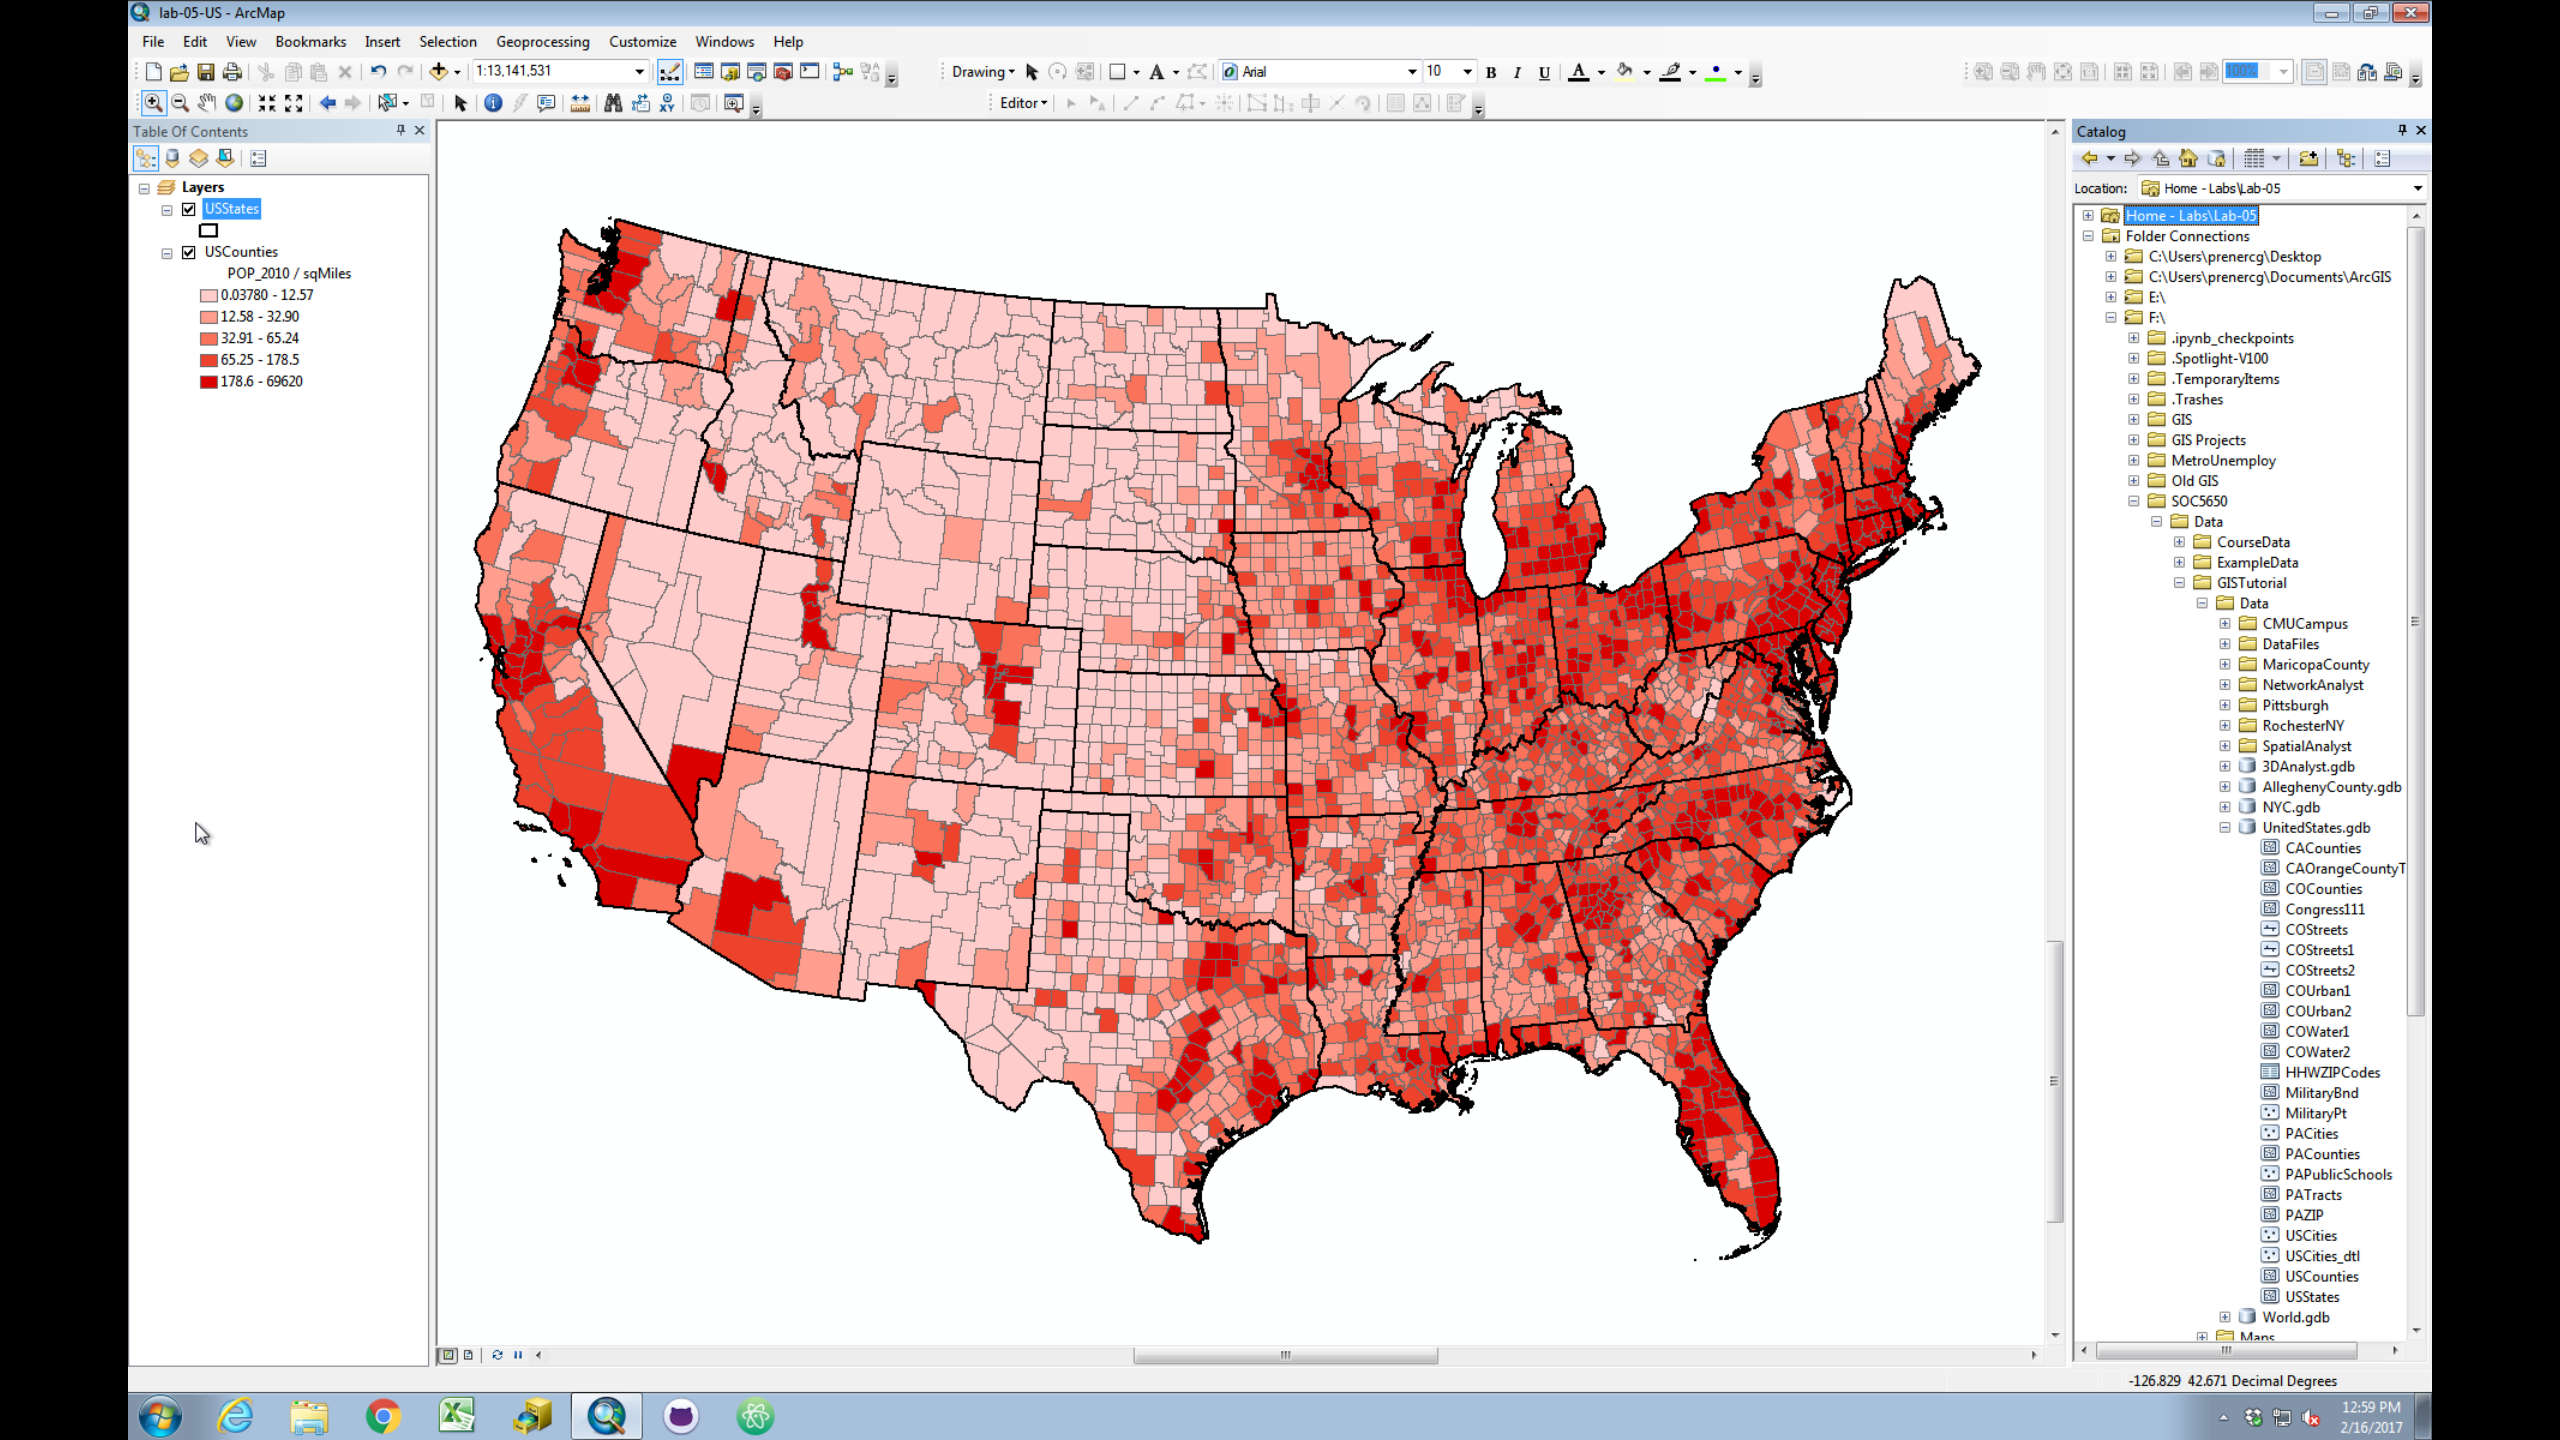 lab-05-US - ArcMap
File Edit View Bookmarks Insert Selection Geoprocessing Customize Windows Help
1:13,141,531 Drawing A Arial 10 B I U A 100%
XY Editor
Table Of Contents
Catalog
Location: Home - Labs\Lab-05
Layers
USStates
USCounties
POP_2010 / sqMiles
0.03780 - 12.57
12.58 - 32.90
32.91 - 65.24
65.25 - 178.5
178.6 - 69620
Home - Labs\Lab-05
Folder Connections
C:\Users\prenercg\Desktop
C:\Users\prenercg\Documents\ArcGIS
E:\
F:\
.ipynb_checkpoints
.Spotlight-V100
.TemporaryItems
.Trashes
GIS
GIS Projects
MetroUnemploy
Old GIS
SOC5650
Data
CourseData
ExampleData
GISTutorial
Data
CMUCampus
DataFiles
MaricopaCounty
NetworkAnalyst
Pittsburgh
RochesterNY
SpatialAnalyst
3DAnalyst.gdb
AlleghenyCounty.gdb
NYC.gdb
UnitedStates.gdb
CACounties
CAOrangeCountyT
COCounties
Congress111
COStreets
COStreets1
COStreets2
COUrban1
COUrban2
COWater1
COWater2
HHWZIPCodes
MilitaryBnd
MilitaryPt
PACities
PACounties
PAPublicSchools
PATracts
PAZIP
USCities
USCities_dtl
USCounties
USStates
World.gdb
Maps
-126.829 42.671 Decimal Degrees
12:59 PM
2/16/2017